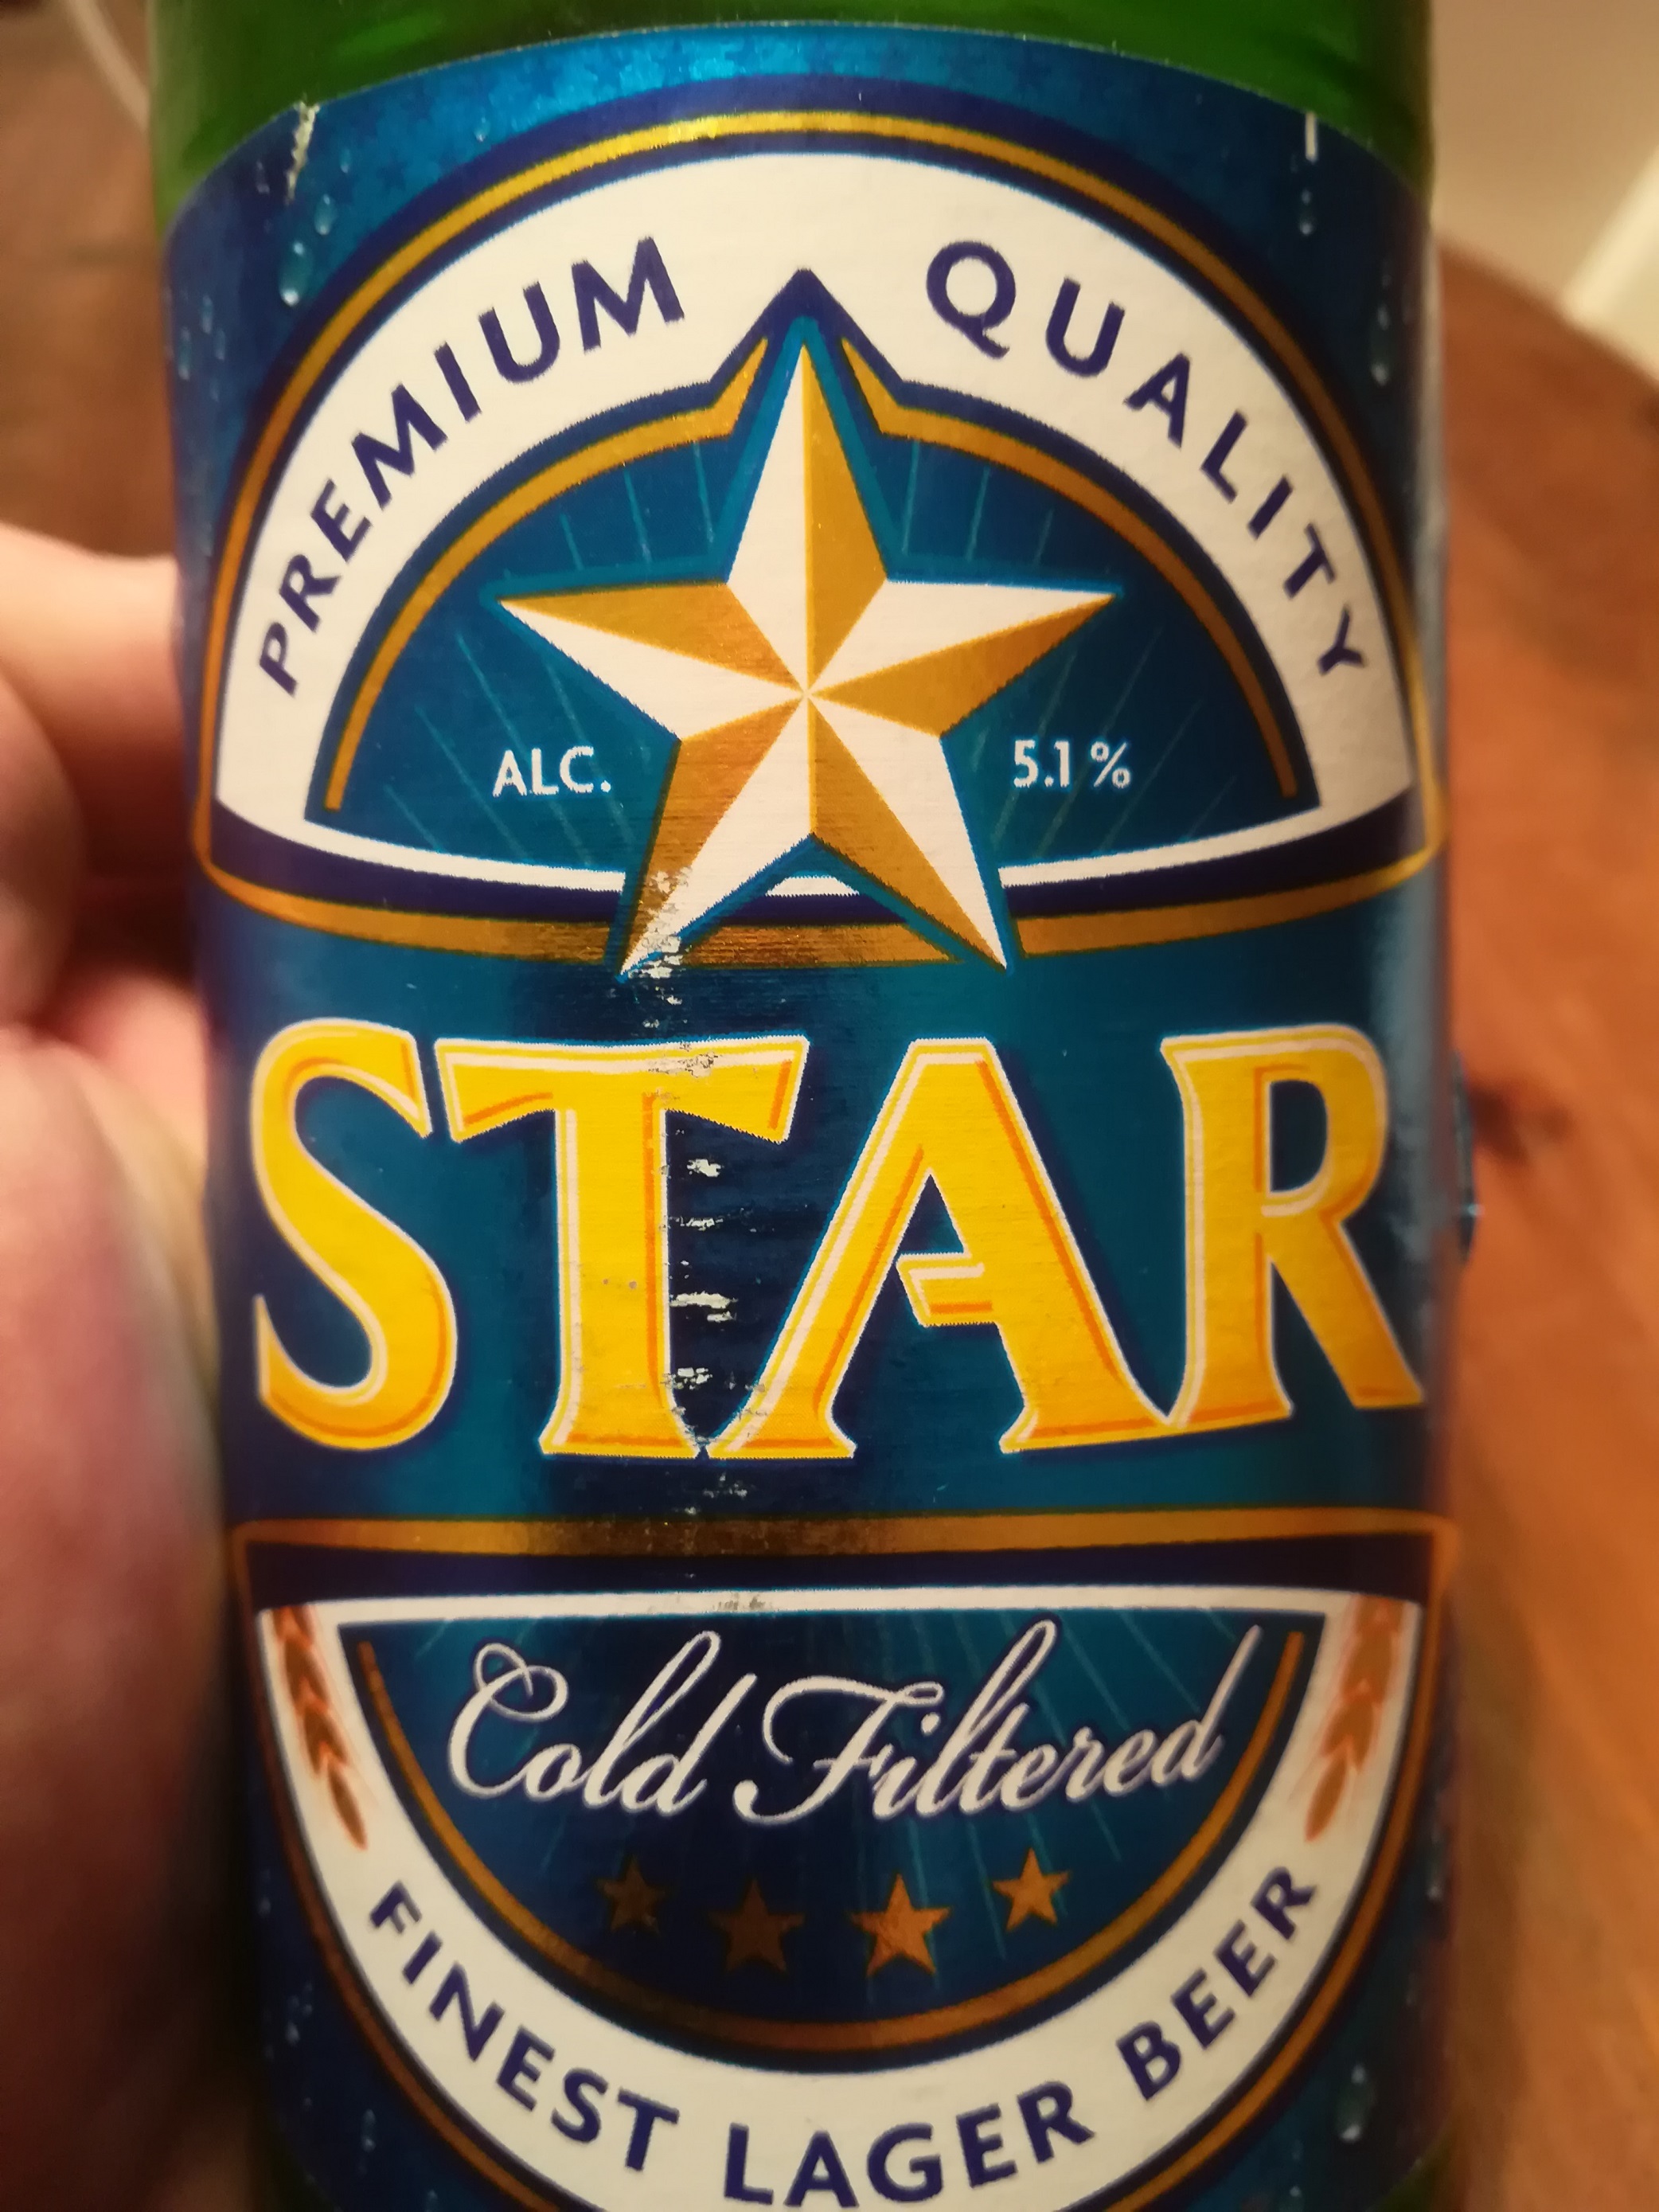 PREMIUM QUALITY
ALC. 5.1%
STAR
Cold Filtered
FINEST LAGER BEER